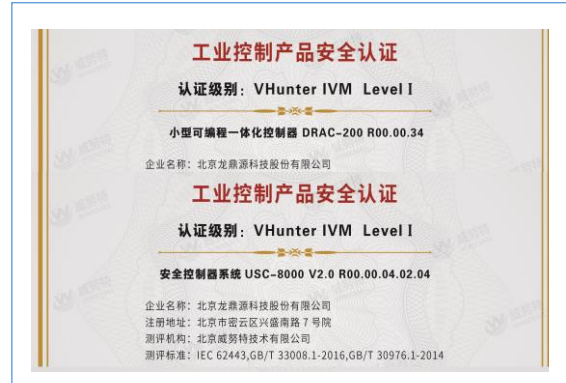 工业控制产品安全认证
认证级别：VHunter IVM Level I
小型可编程一体化控制器 DRAC-200 R00.00.34
企业名称：北京龙鼎源科技股份有限公司
工业控制产品安全认证
认证级别：VHunter IVM Level I
安全控制器系统 USC-8000 V2.0 R00.00.04.02.04
企业名称：北京龙鼎源科技股份有限公司
注册地址：北京市密云区兴盛南路 7 号院
测评机构：北京威努特技术有限公司
测评标准：IEC 62443,GB/T 33008.1-2016,GB/T 30976.1-2014
威努特